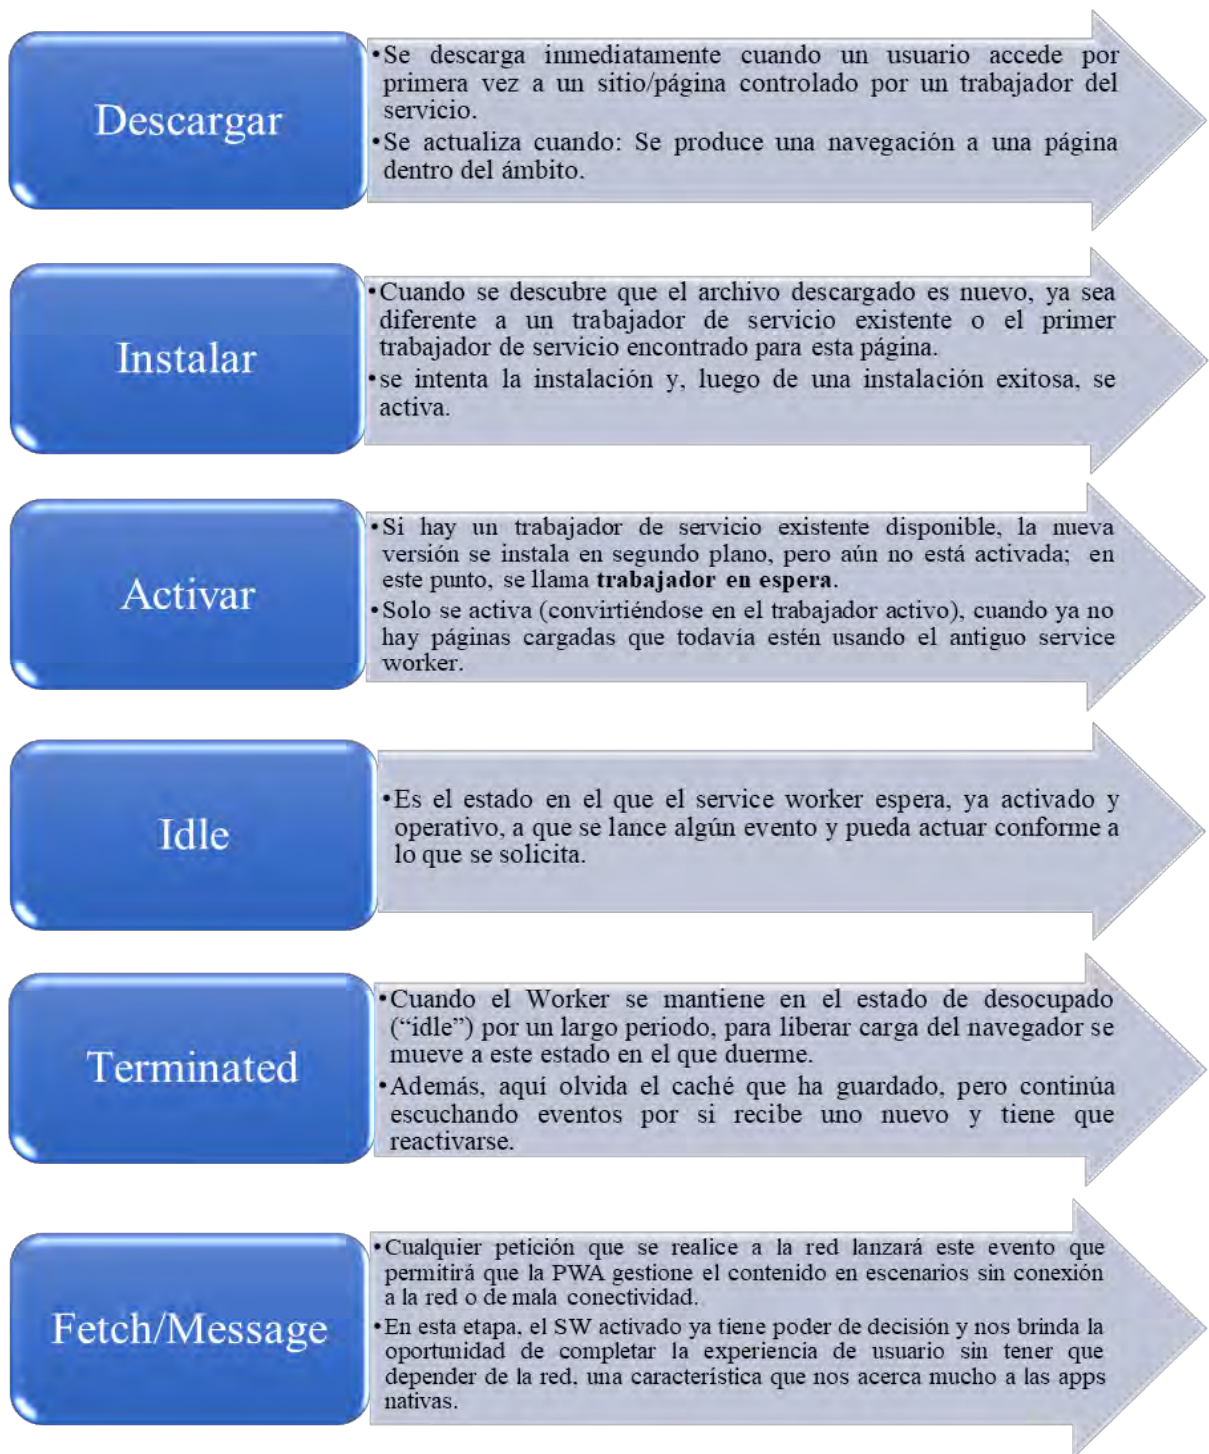 Descargar
•Se descarga inmediatamente cuando un usuario accede por
primera vez a un sitio/página controlado por un trabajador del
servicio.
•Se actualiza cuando: Se produce una navegación a una página
dentro del ámbito.
Instalar
•Cuando se descubre que el archivo descargado es nuevo, ya sea
diferente a un trabajador de servicio existente o el primer
trabajador de servicio encontrado para esta página.
•se intenta la instalación y, luego de una instalación exitosa, se
activa.
Activar
•Si hay un trabajador de servicio existente disponible, la nueva
versión se instala en segundo plano, pero aún no está activada; en
este punto, se llama trabajador en espera.
•Solo se activa (convirtiéndose en el trabajador activo), cuando ya no
hay páginas cargadas que todavía estén usando el antiguo service
worker.
Idle
•Es el estado en el que el service worker espera, ya activado y
operativo, a que se lance algún evento y pueda actuar conforme a
lo que se solicita.
Terminated
•Cuando el Worker se mantiene en el estado de desocupado
(“idle”) por un largo periodo, para liberar carga del navegador se
mueve a este estado en el que duerme.
•Además, aquí olvida el caché que ha guardado, pero continúa
escuchando eventos por si recibe uno nuevo y tiene que
reactivarse.
Fetch/Message
•Cualquier petición que se realice a la red lanzará este evento que
permitirá que la PWA gestione el contenido en escenarios sin conexión
a la red o de mala conectividad.
•En esta etapa, el SW activado ya tiene poder de decisión y nos brinda la
oportunidad de completar la experiencia de usuario sin tener que
depender de la red, una característica que nos acerca mucho a las apps
nativas.